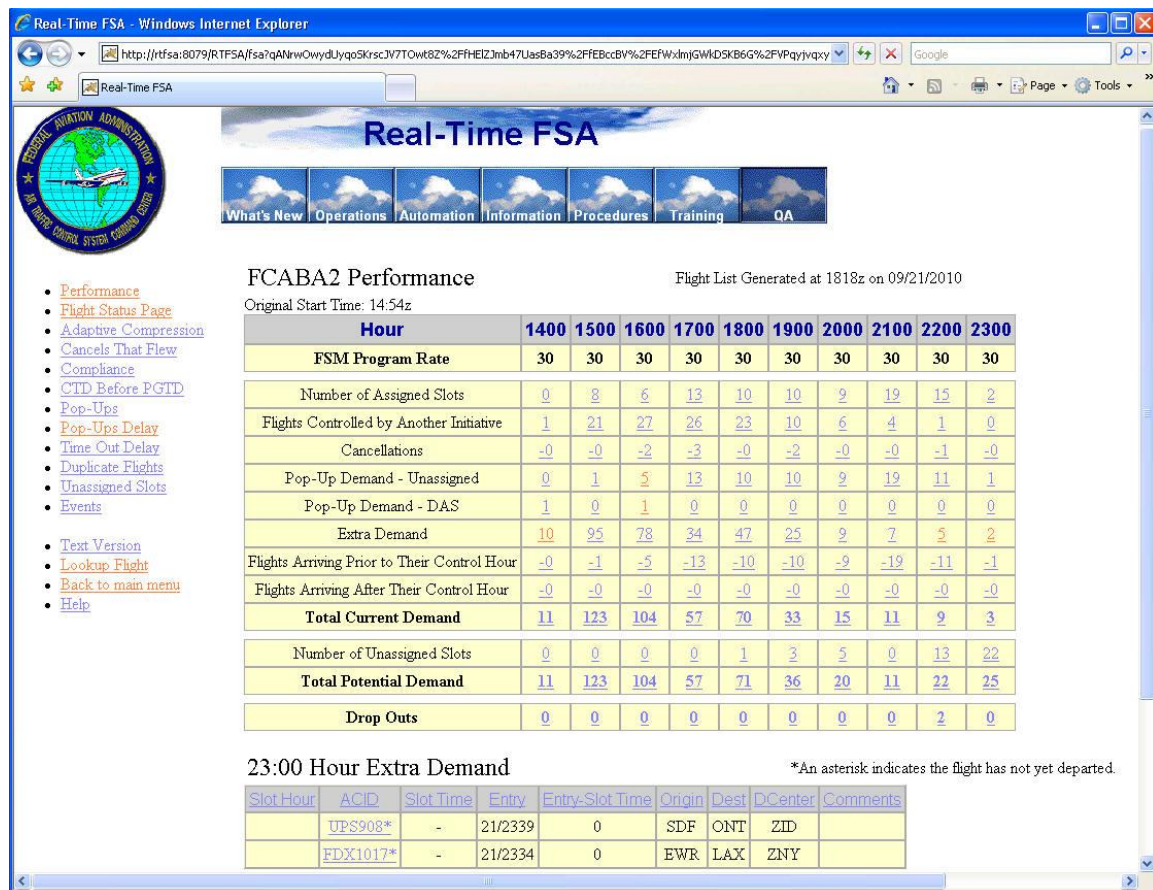 Real-Time FSA - Windows Internet Explorer
Google
Real-Time FSA
Page Tools
FEDERAL AVIATION ADMINISTRATION
AIR TRAFFIC CONTROL SYSTEM COMMAND CENTER
Real-Time FSA
What's New Operations Automation Information Procedures Training QA
Performance
Flight Status Page
Adaptive Compression
Cancels That Flew
Compliance
CTD Before PGTD
Pop-Ups
Pop-Ups Delay
Time Out Delay
Duplicate Flights
Unassigned Slots
Events
Text Version
Lookup Flight
Back to main menu
Help
FCABA2 Performance Flight List Generated at 1818z on 09/21/2010
Original Start Time: 14:54z
Hour 1400 1500 1600 1700 1800 1900 2000 2100 2200 2300
FSM Program Rate 30 30 30 30 30 30 30 30 30 30
Number of Assigned Slots 0 8 6 13 10 10 9 19 15 2
Flights Controlled by Another Initiative 1 21 27 26 23 10 6 4 1 0
Cancellations -0 -0 -2 -3 -0 -2 -0 -0 -1 -0
Pop-Up Demand - Unassigned 0 1 5 13 10 10 9 19 11 1
Pop-Up Demand - DAS 1 0 1 0 0 0 0 0 0 0
Extra Demand 10 95 78 34 47 25 9 7 5 2
Flights Arriving Prior to Their Control Hour -0 -1 -5 -13 -10 -10 -9 -19 -11 -1
Flights Arriving After Their Control Hour -0 -0 -0 -0 -0 -0 -0 -0 -0 -0
Total Current Demand 11 123 104 57 70 33 15 11 9 3
Number of Unassigned Slots 0 0 0 0 1 3 5 0 13 22
Total Potential Demand 11 123 104 57 71 36 20 11 22 25
Drop Outs 0 0 0 0 0 0 0 0 2 0
23:00 Hour Extra Demand *An asterisk indicates the flight has not yet departed.
Slot Hour ACID Slot Time Entry Entry-Slot Time Origin Dest DCenter Comments
UPS908* - 21/2339 0 SDF ONT ZID
FDX1017* - 21/2334 0 EWR LAX ZNY